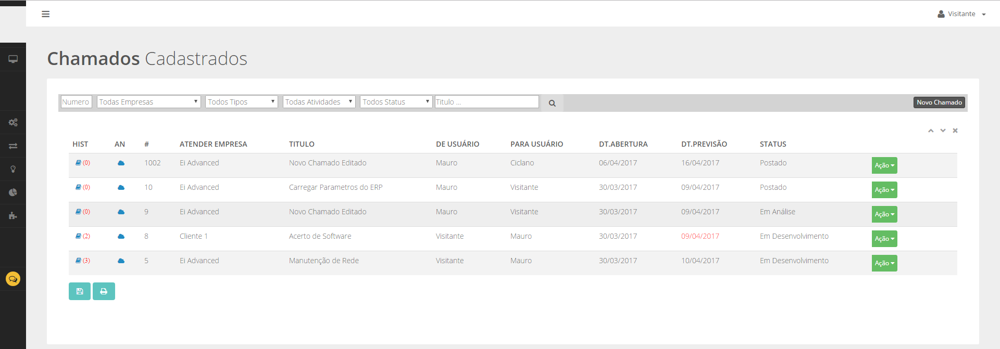 Visitante
Chamados Cadastrados
Numero Todas Empresas Todos Tipos Todas Atividades Todos Status Titulo ... Novo Chamado
HIST AN # ATENDER EMPRESA TITULO DE USUÁRIO PARA USUÁRIO DT.ABERTURA DT.PREVISÃO STATUS
(0) 1002 Ei Advanced Novo Chamado Editado Mauro Ciclano 06/04/2017 16/04/2017 Postado Ação
(0) 10 Ei Advanced Carregar Parametros do ERP Mauro Visitante 30/03/2017 09/04/2017 Postado Ação
(0) 9 Ei Advanced Novo Chamado Editado Mauro Visitante 30/03/2017 09/04/2017 Em Análise Ação
(2) 8 Cliente 1 Acerto de Software Visitante Mauro 30/03/2017 09/04/2017 Em Desenvolvimento Ação
(3) 5 Ei Advanced Manutenção de Rede Visitante Mauro 30/03/2017 10/04/2017 Em Desenvolvimento Ação